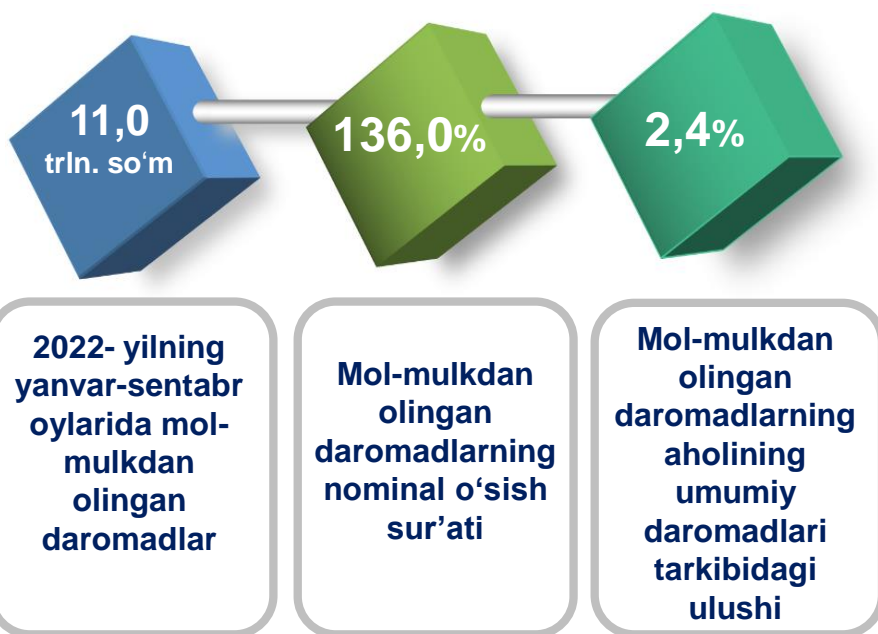 11,0
trln. so‘m
136,0%
2,4%
2022- yilning
yanvar-sentabr
oylarida mol-
mulkdan
olingan
daromadlar
Mol-mulkdan
olingan
daromadlarning
nominal o‘sish
sur’ati
Mol-mulkdan
olingan
daromadlarning
aholining
umumiy
daromadlari
tarkibidagi
ulushi